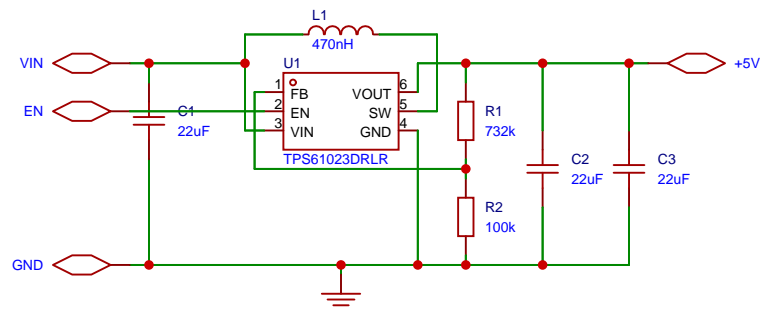 L1
470nH
VIN
U1
+5V
1
FB
VOUT
6
EN
C1
2
EN
SW
5
R1
22uF
3
VIN
GND
4
732k
TPS61023DRLR
C2
C3
22uF
22uF
R2
100k
GND